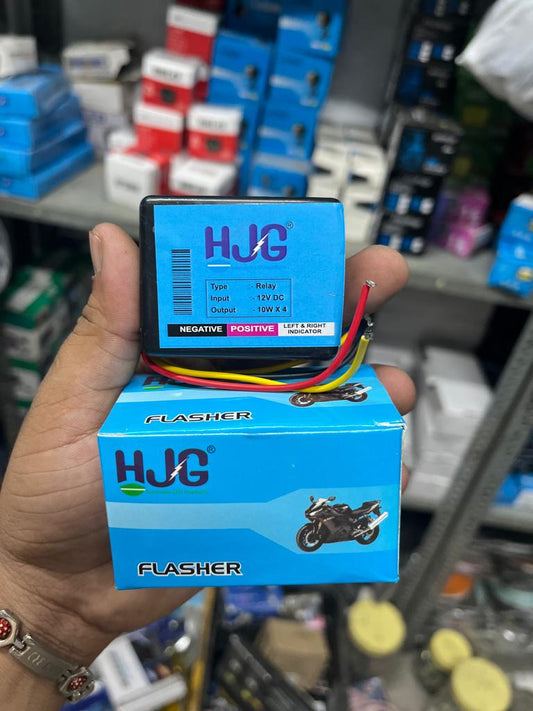 HJG®
Type :- Relay
Input :- 12V DC
Output :- 10W X 4
NEGATIVE POSITIVE LEFT & RIGHT
INDICATOR
FLASHER
HJG®
FLASHER